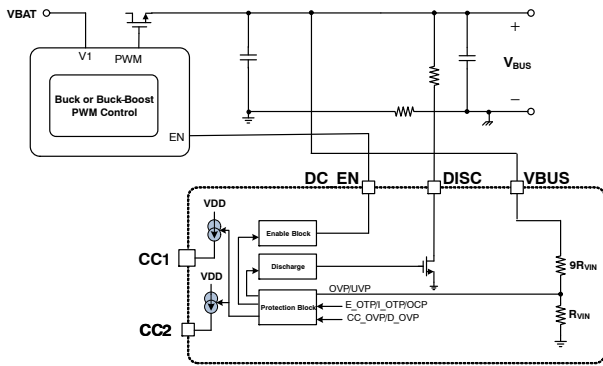 VBAT
V1 PWM
Buck or Buck-Boost
PWM Control
EN
+
VBUS
−
DC_EN DISC VBUS
VDD
CC1
VDD
CC2
Enable Block
Discharge
OVP/UVP
Protection Block
E_OTP/I_OTP/OCP
CC_OVP/D_OVP
9RVIN
RVIN